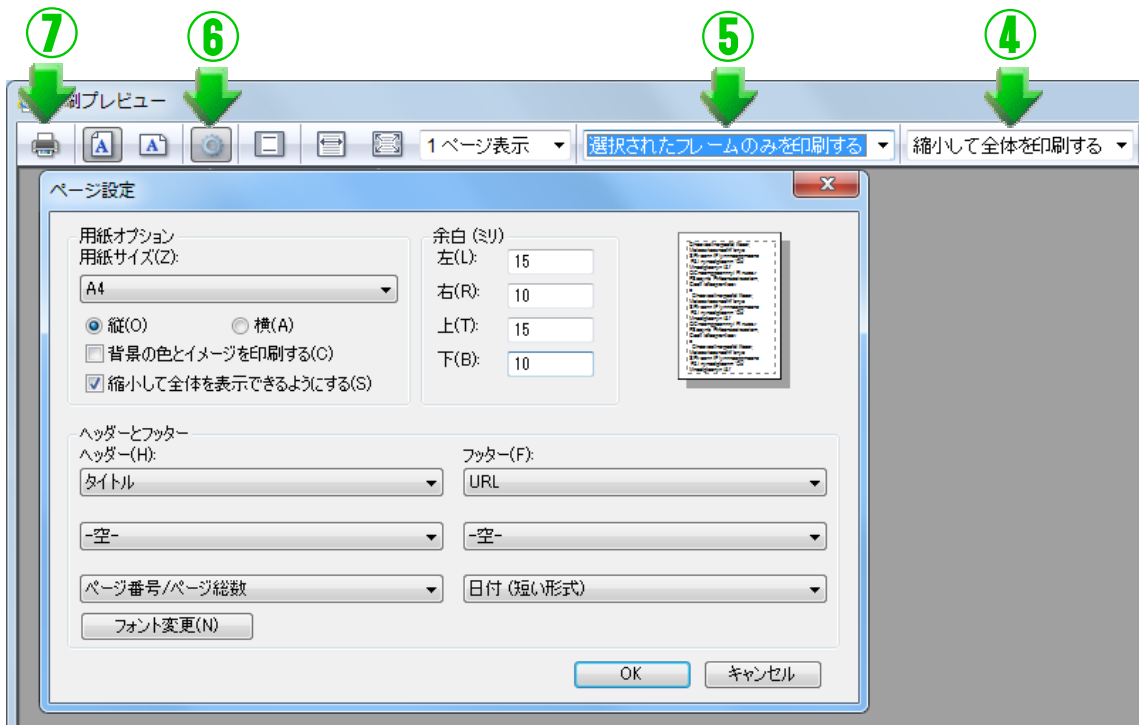 ⑦ ⑥ ⑤ ④
刷プレビュー
A A 1 ページ表示 選択されたフレームのみを印刷する 縮小して全体を印刷する
ページ設定
用紙オプション
用紙サイズ(Z):
A4
縦(O) 横(A)
背景の色とイメージを印刷する(C)
縮小して全体を表示できるようにする(S)
余白 (ミリ)
左(L): 15
右(R): 10
上(T): 15
下(B): 10
ヘッダーとフッター
ヘッダー(H): フッター(F):
タイトル URL
-空- -空-
ページ番号/ページ総数 日付 (短い形式)
フォント変更(N)
OK キャンセル